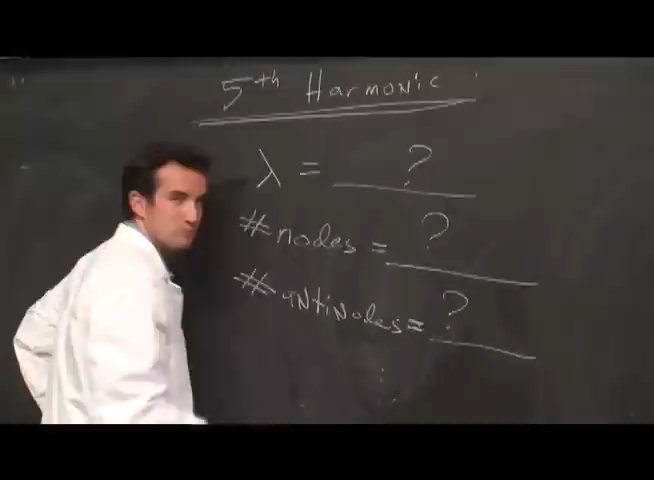 5th Harmonic
λ = ?
# nodes = ?
# antinodes = ?